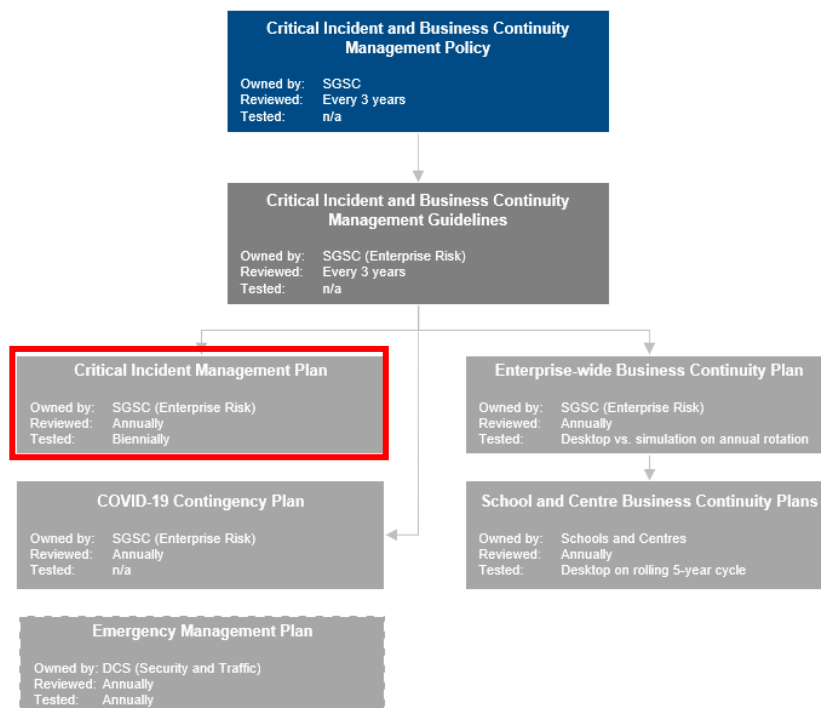 Critical Incident and Business Continuity
Management Policy
Owned by: SGSC
Reviewed: Every 3 years
Tested: n/a
Critical Incident and Business Continuity
Management Guidelines
Owned by: SGSC (Enterprise Risk)
Reviewed: Every 3 years
Tested: n/a
Critical Incident Management Plan
Owned by: SGSC (Enterprise Risk)
Reviewed: Annually
Tested: Biennially
Enterprise-wide Business Continuity Plan
Owned by: SGSC (Enterprise Risk)
Reviewed: Annually
Tested: Desktop vs. simulation on annual rotation
COVID-19 Contingency Plan
Owned by: SGSC (Enterprise Risk)
Reviewed: Annually
Tested: n/a
School and Centre Business Continuity Plans
Owned by: Schools and Centres
Reviewed: Annually
Tested: Desktop on rolling 5-year cycle
Emergency Management Plan
Owned by: DCS (Security and Traffic)
Reviewed: Annually
Tested: Annually